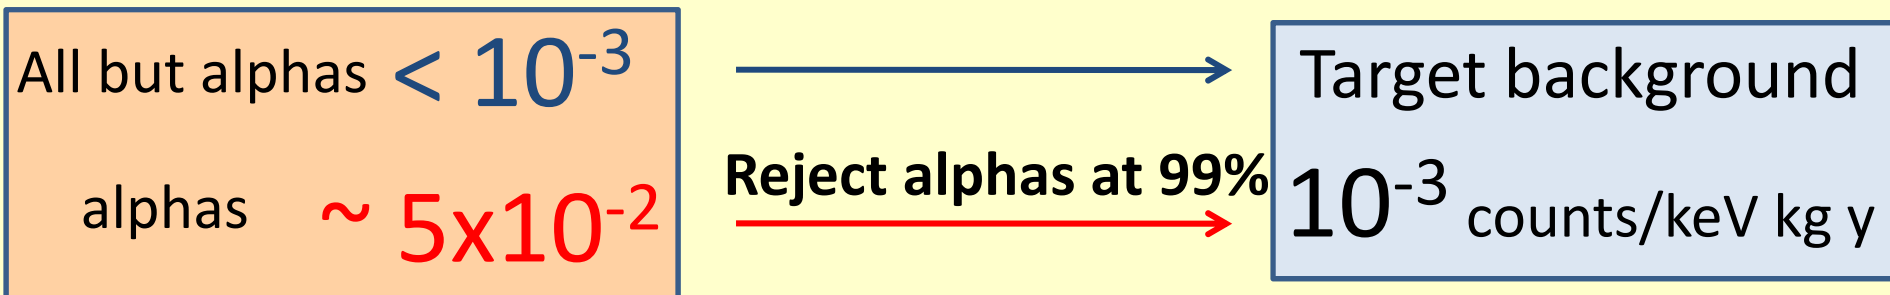 All but alphas < 10⁻³
alphas ~ 5x10⁻²
Reject alphas at 99%
Target background
10⁻³ counts/keV kg y